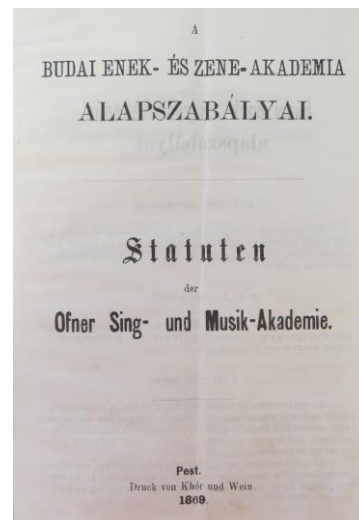 A
BUDAI ENEK- ÉS ZENE-AKADEMIA
ALAPSZABÁLYAI.
Statuten
der
Ofner Sing- und Musik-Akademie.
Pest.
Druck von Khór und Wein.
1869.